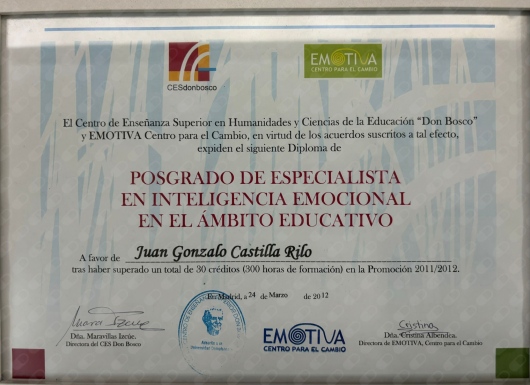 CESdonbosco
EMOTIVA
CENTRO PARA EL CAMBIO
El Centro de Enseñanza Superior en Humanidades y Ciencias de la Educación “Don Bosco”
y EMOTIVA Centro para el Cambio, en virtud de los acuerdos suscritos a tal efecto,
expiden el siguiente Diploma de
POSGRADO DE ESPECIALISTA
EN INTELIGENCIA EMOCIONAL
EN EL ÁMBITO EDUCATIVO
A favor de Juan Gonzalo Castilla Rilo
tras haber superado un total de 30 créditos (300 horas de formación) en la Promoción 2011/2012.
En Madrid, a 24 de Marzo de 2012
Dña. Maravillas Izcúe.
Directora del CES Don Bosco
EMOTIVA
CENTRO PARA EL CAMBIO
Cristina
Dña. Cristina Albendea.
Directora de EMOTIVA, Centro para el Cambio